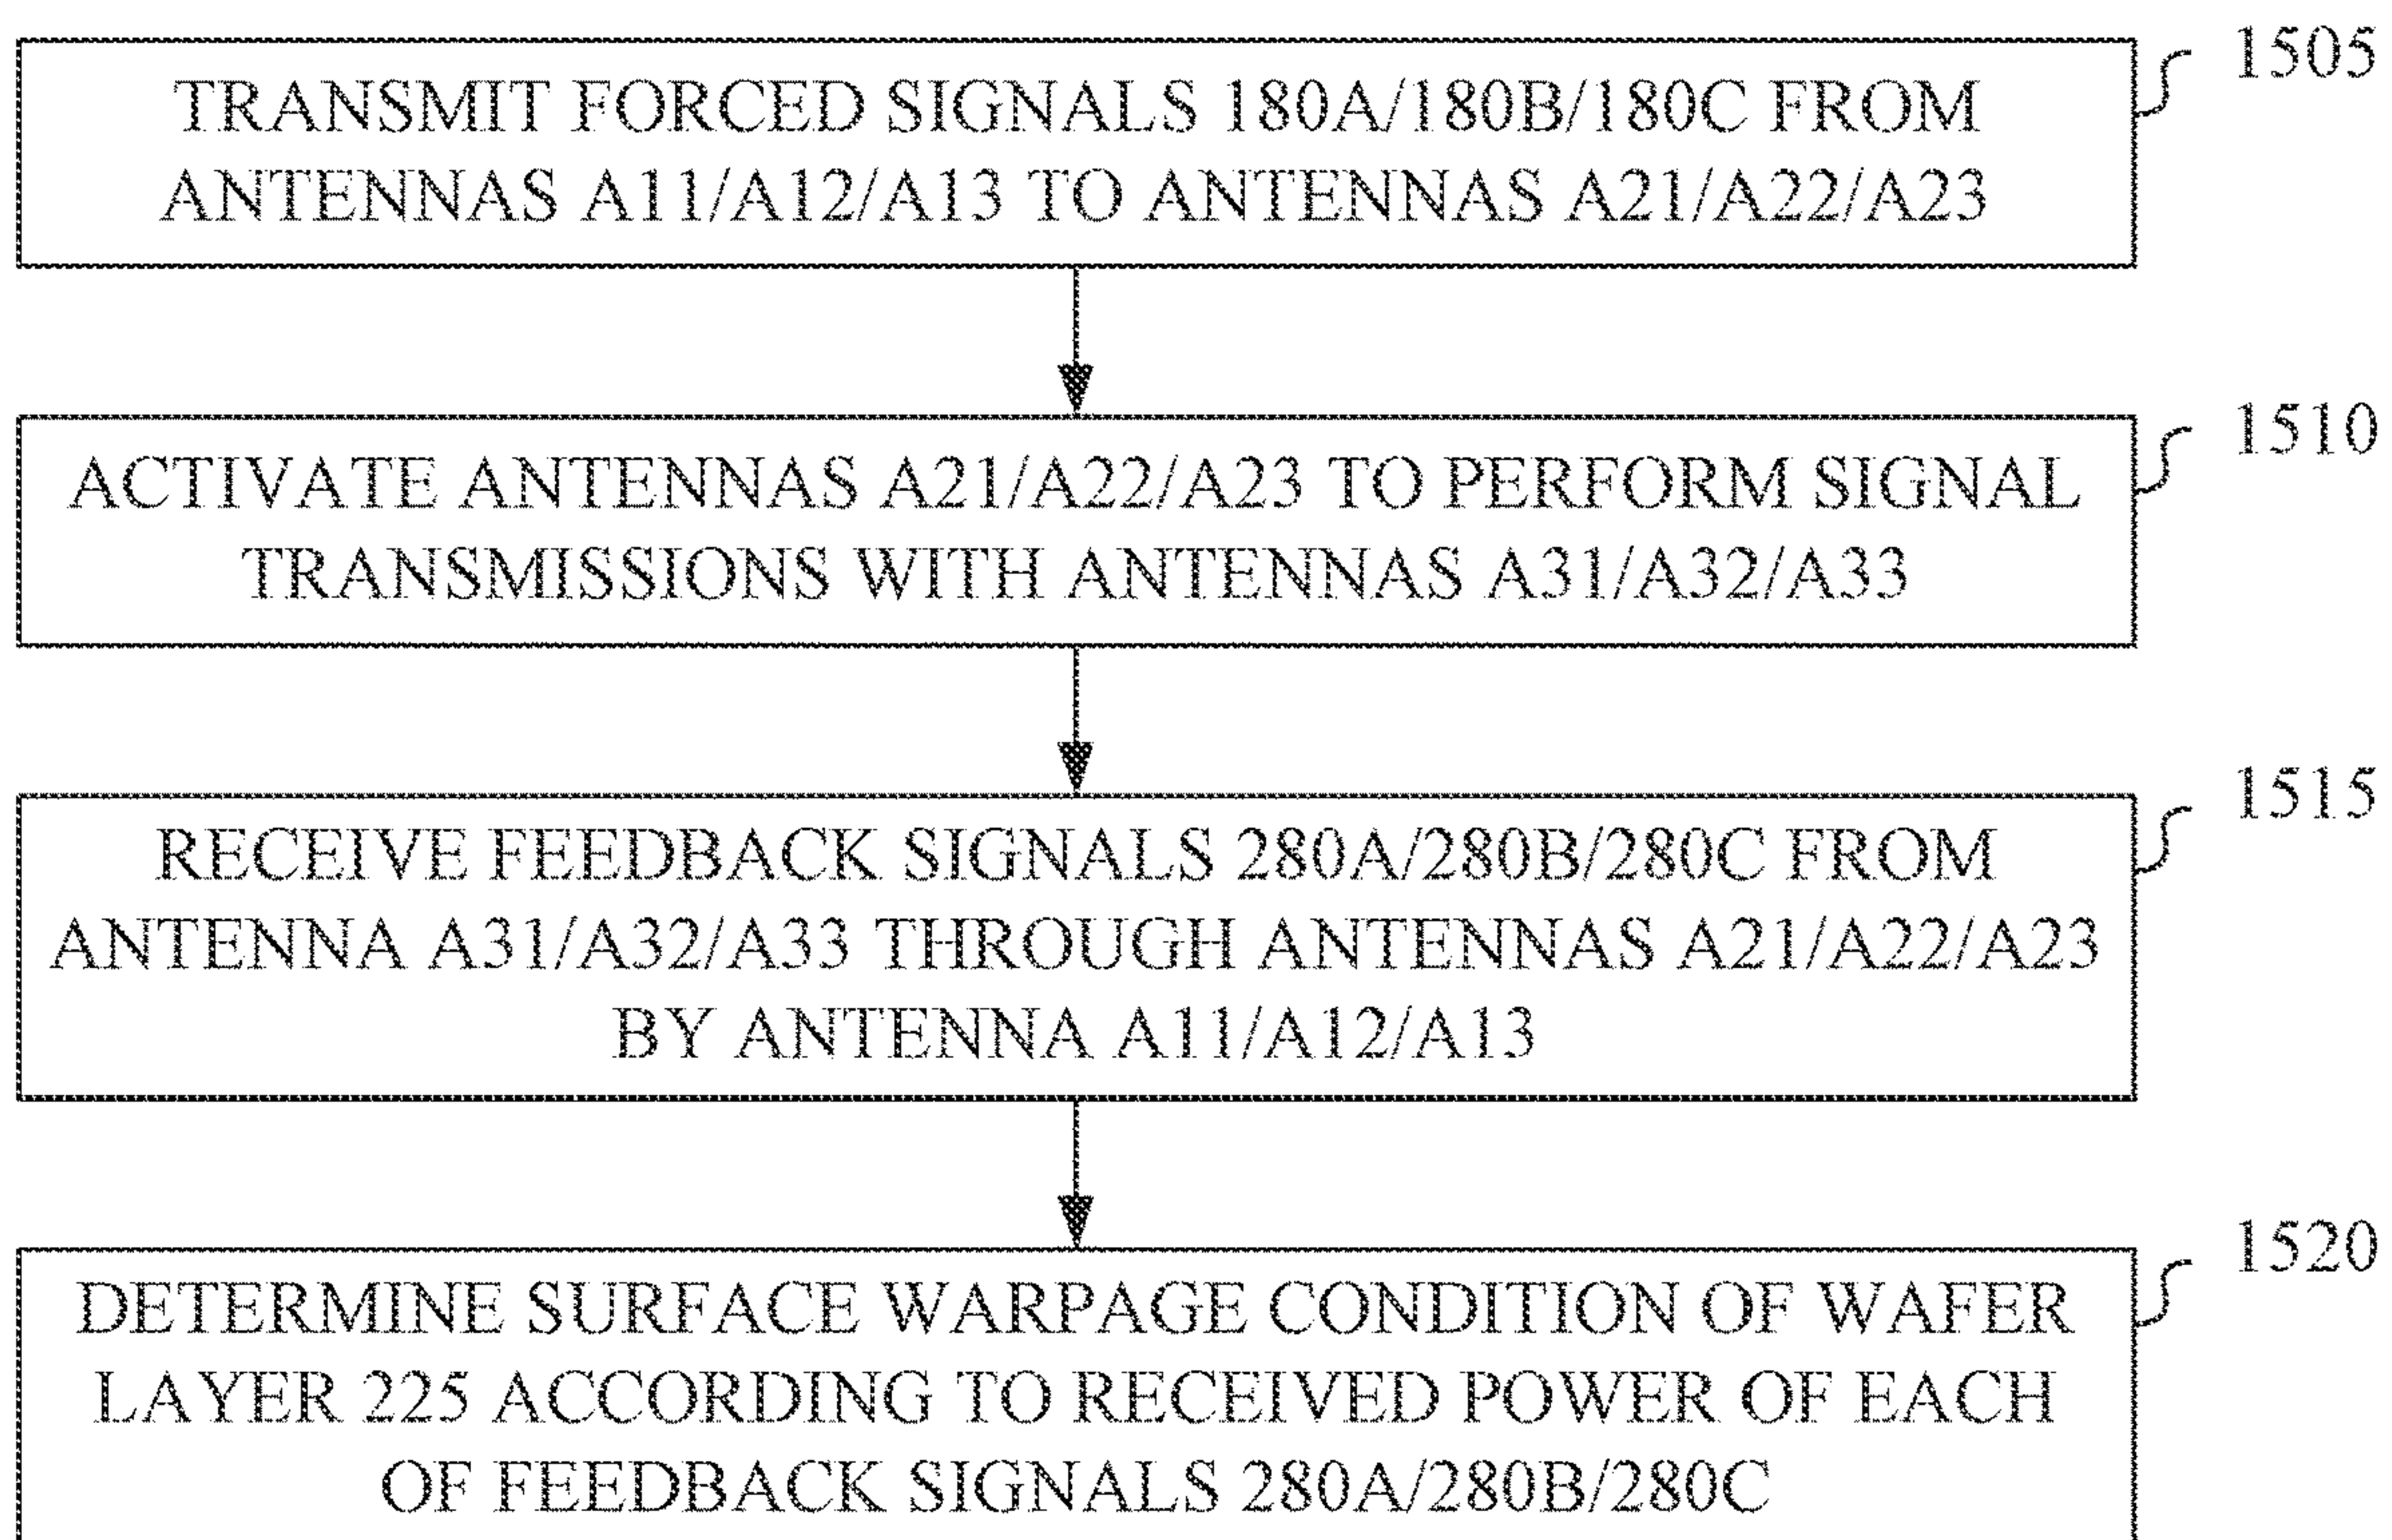 1505
TRANSMIT FORCED SIGNALS 180A/180B/180C FROM
ANTENNAS A11/A12/A13 TO ANTENNAS A21/A22/A23
1510
ACTIVATE ANTENNAS A21/A22/A23 TO PERFORM SIGNAL
TRANSMISSIONS WITH ANTENNAS A31/A32/A33
1515
RECEIVE FEEDBACK SIGNALS 280A/280B/280C FROM
ANTENNA A31/A32/A33 THROUGH ANTENNAS A21/A22/A23
BY ANTENNA A11/A12/A13
1520
DETERMINE SURFACE WARPAGE CONDITION OF WAFER
LAYER 225 ACCORDING TO RECEIVED POWER OF EACH
OF FEEDBACK SIGNALS 280A/280B/280C